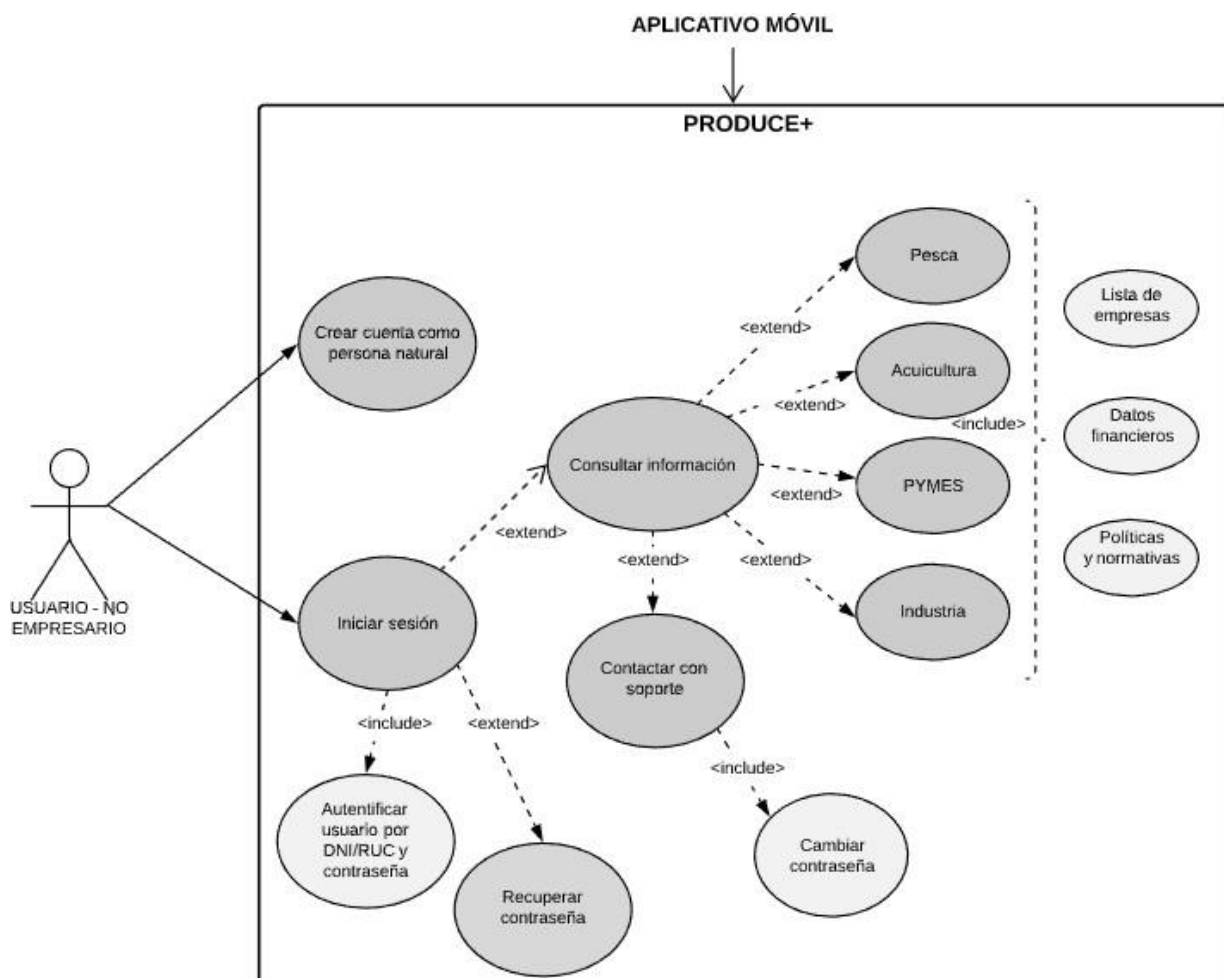 APLICATIVO MÓVIL
PRODUCE+
Pesca
Lista de
empresas
Crear cuenta como
persona natural
<extend>
Acuicultura
<extend>
<include>
Datos
financieros
Consultar información
PYMES
<extend>
<extend>
<extend>
<extend>
Políticas
y normativas
USUARIO - NO
EMPRESARIO
Iniciar sesión
Industria
Contactar con
soporte
<include>
<extend>
<include>
Autentificar
usuario por
DNI/RUC y
contraseña
Recuperar
contraseña
Cambiar
contraseña